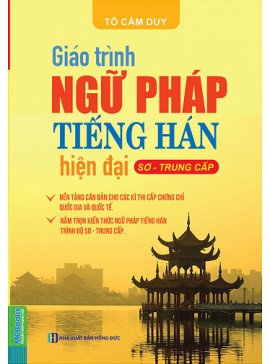 TÔ CẨM DUY
Giáo trình
NGỮ PHÁP
TIẾNG HÁN
hiện đại
SƠ - TRUNG CẤP
NỀN TẢNG CĂN BẢN CHO CÁC KÌ THI CẤP CHỨNG CHỈ
QUỐC GIA VÀ QUỐC TẾ.
NẮM TRỌN KIẾN THỨC NGỮ PHÁP TIẾNG HÁN
TRÌNH ĐỘ SƠ - TRUNG CẤP.
MCBooks
NHÀ XUẤT BẢN HỒNG ĐỨC